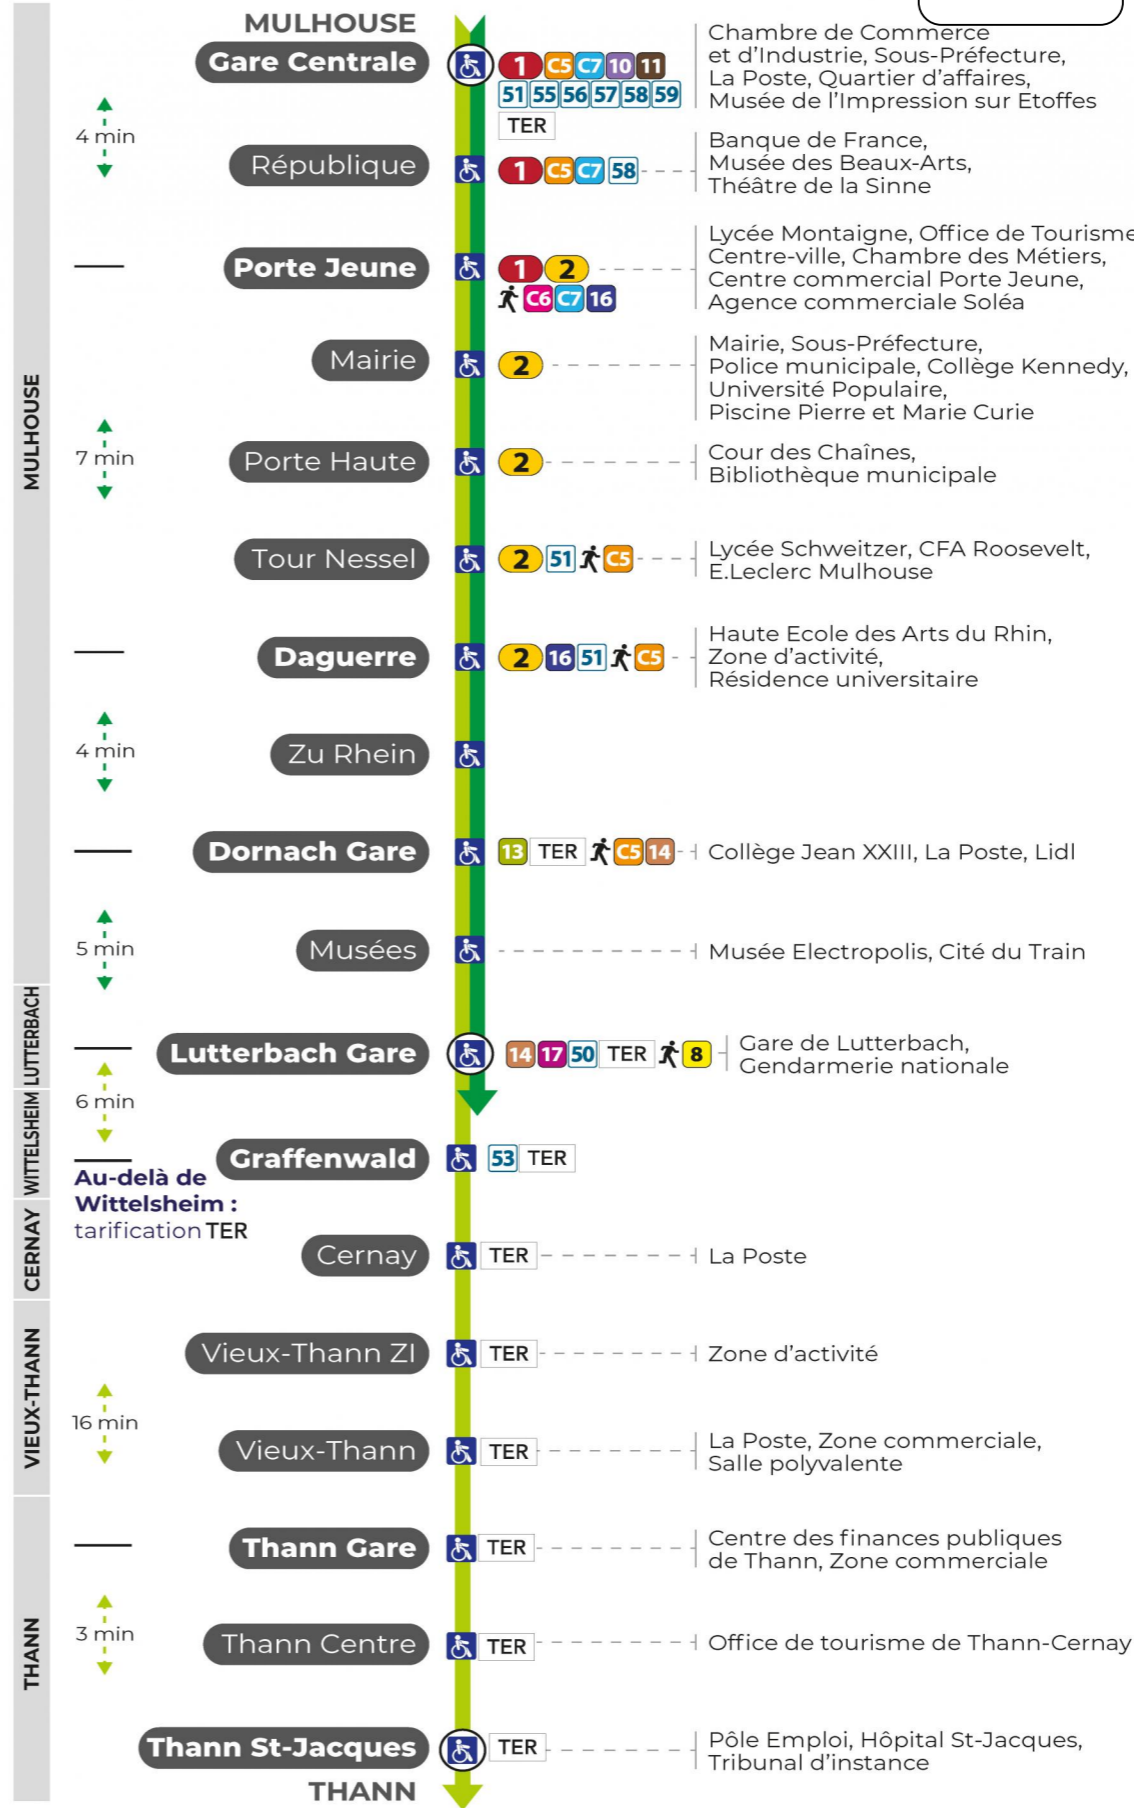 MULHOUSE
Gare Centrale
1 C5 C7 10 11
51 55 56 57 58 59
TER
Chambre de Commerce
et d'Industrie, Sous-Préfecture,
La Poste, Quartier d'affaires,
Musée de l'Impression sur Etoffes
4 min
République
1 C5 C7 58
Banque de France,
Musée des Beaux-Arts,
Théâtre de la Sinne
Porte Jeune
1 2
C6 C7 16
Lycée Montaigne, Office de Tourisme
Centre-ville, Chambre des Métiers,
Centre commercial Porte Jeune,
Agence commerciale Soléa
Mairie
2
Mairie, Sous-Préfecture,
Police municipale, Collège Kennedy,
Université Populaire,
Piscine Pierre et Marie Curie
MULHOUSE
7 min
Porte Haute
2
Cour des Chaînes,
Bibliothèque municipale
Tour Nessel
2 51 C5
Lycée Schweitzer, CFA Roosevelt,
E.Leclerc Mulhouse
Daguerre
2 16 51 C5
Haute Ecole des Arts du Rhin,
Zone d'activité,
Résidence universitaire
4 min
Zu Rhein
Dornach Gare
13 TER C5 14
Collège Jean XXIII, La Poste, Lidl
5 min
Musées
Musée Electropolis, Cité du Train
LUTTERBACH
Lutterbach Gare
14 17 50 TER 8
Gare de Lutterbach,
Gendarmerie nationale
6 min
WITTELSHEIM
Graffenwald
53 TER
Au-delà de
Wittelsheim :
tarification TER
CERNAY
Cernay
TER
La Poste
VIEUX-THANN
Vieux-Thann ZI
TER
Zone d'activité
16 min
Vieux-Thann
TER
La Poste, Zone commerciale,
Salle polyvalente
Thann Gare
TER
Centre des finances publiques
de Thann, Zone commerciale
THANN
3 min
Thann Centre
TER
Office de tourisme de Thann-Cernay
Thann St-Jacques
TER
Pôle Emploi, Hôpital St-Jacques,
Tribunal d'instance
THANN